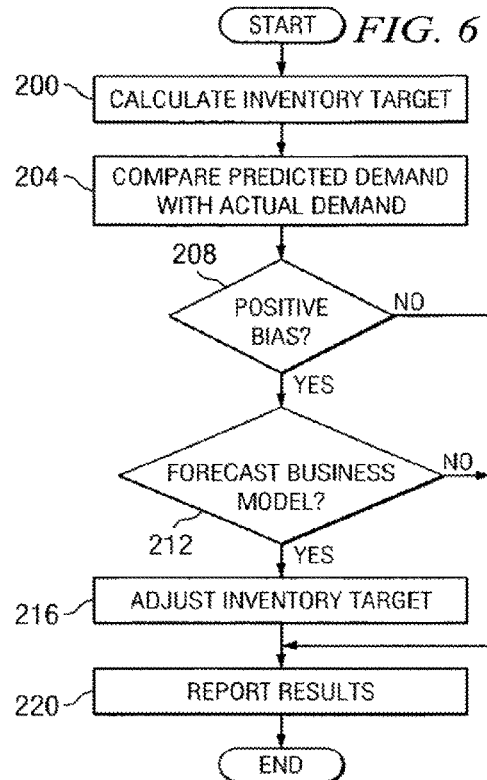 START
FIG. 6
200
CALCULATE INVENTORY TARGET
204
COMPARE PREDICTED DEMAND
WITH ACTUAL DEMAND
208
POSITIVE
BIAS?
NO
YES
FORECAST BUSINESS
MODEL?
NO
212
YES
216
ADJUST INVENTORY TARGET
220
REPORT RESULTS
END